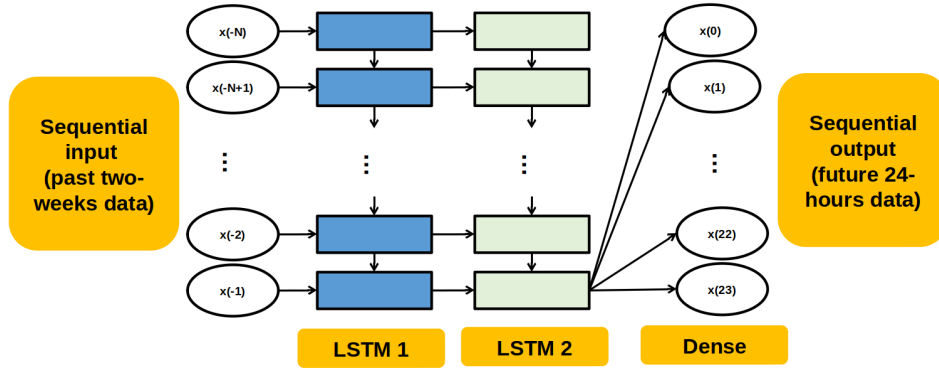 x(-N)
x(0)
x(-N+1)
x(1)
Sequential
input
(past two-
weeks data)
...
...
...
...
Sequential
output
(future 24-
hours data)
x(-2)
x(22)
x(-1)
x(23)
LSTM 1
LSTM 2
Dense